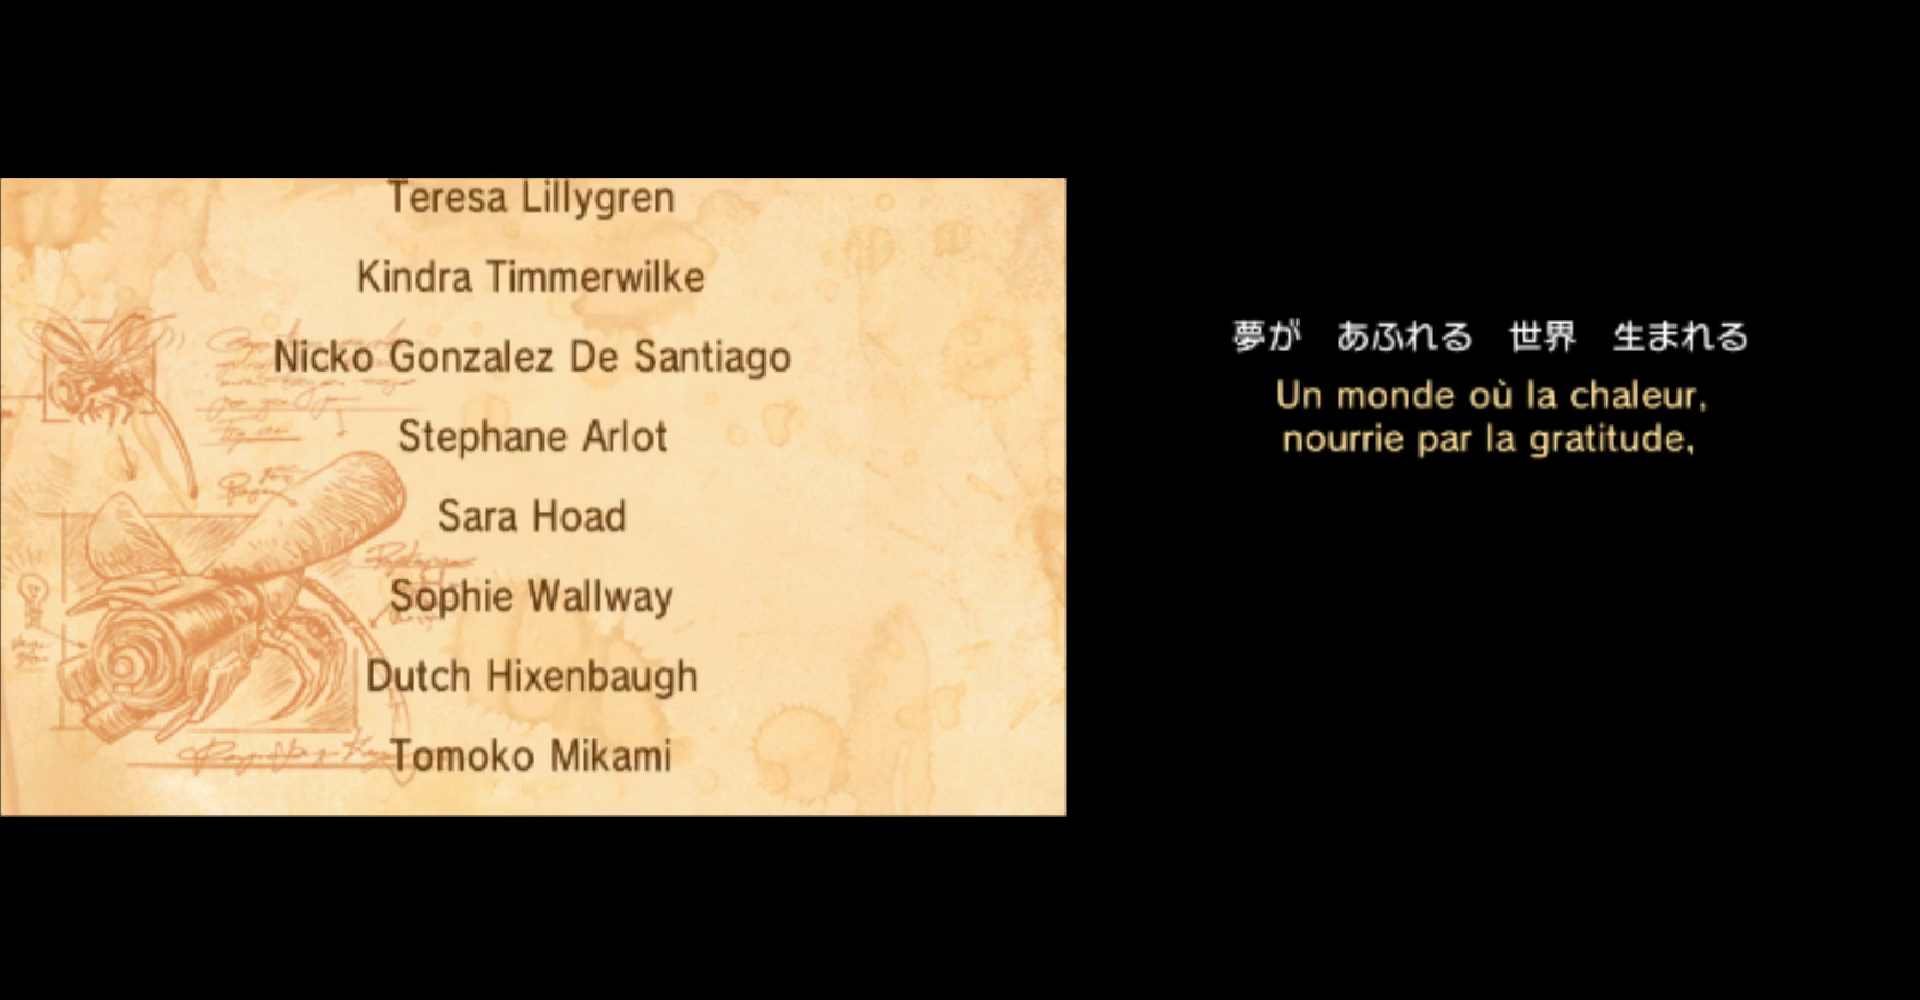 Teresa Lillygren
Kindra Timmerwilke
Nicko Gonzalez De Santiago
Stephane Arlot
Sara Hoad
Sophie Wallway
Dutch Hixenbaugh
Tomoko Mikami
夢が　あふれる　世界　生まれる
Un monde où la chaleur,
nourrie par la gratitude,